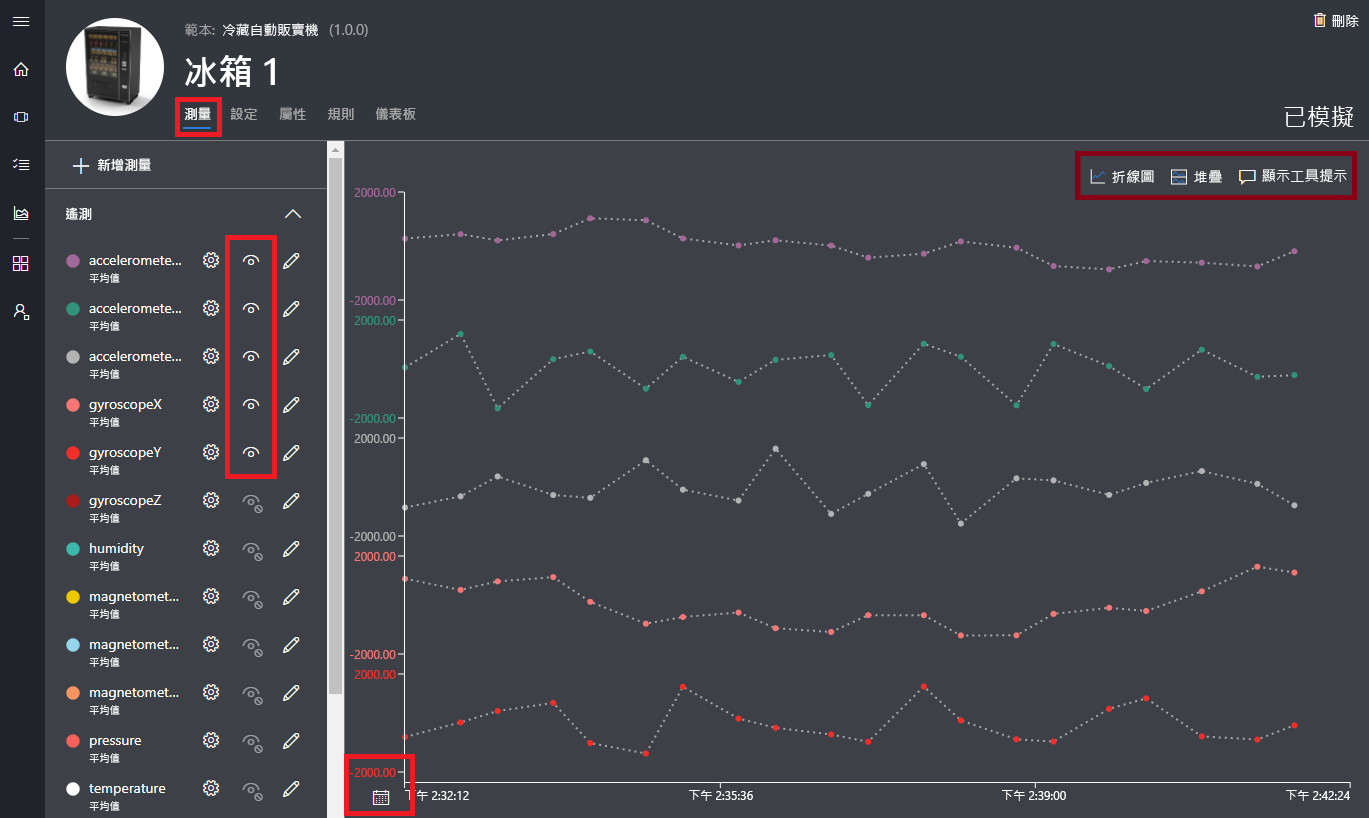 範本: 冷藏自動販賣機 (1.0.0)
刪除
冰箱 1
測量 設定 屬性 規則 儀表板
已模擬
新增測量
折線圖 堆疊 顯示工具提示
遙測
acceleromete...
平均值
acceleromete...
平均值
acceleromete...
平均值
gyroscopeX
平均值
gyroscopeY
平均值
gyroscopeZ
平均值
humidity
平均值
magnetomet...
平均值
magnetomet...
平均值
magnetomet...
平均值
pressure
平均值
temperature
平均值
2000.00
-2000.00
2000.00
-2000.00
2000.00
-2000.00
2000.00
-2000.00
2000.00
-2000.00
下午 2:32:12 下午 2:35:36 下午 2:39:00 下午 2:42:24